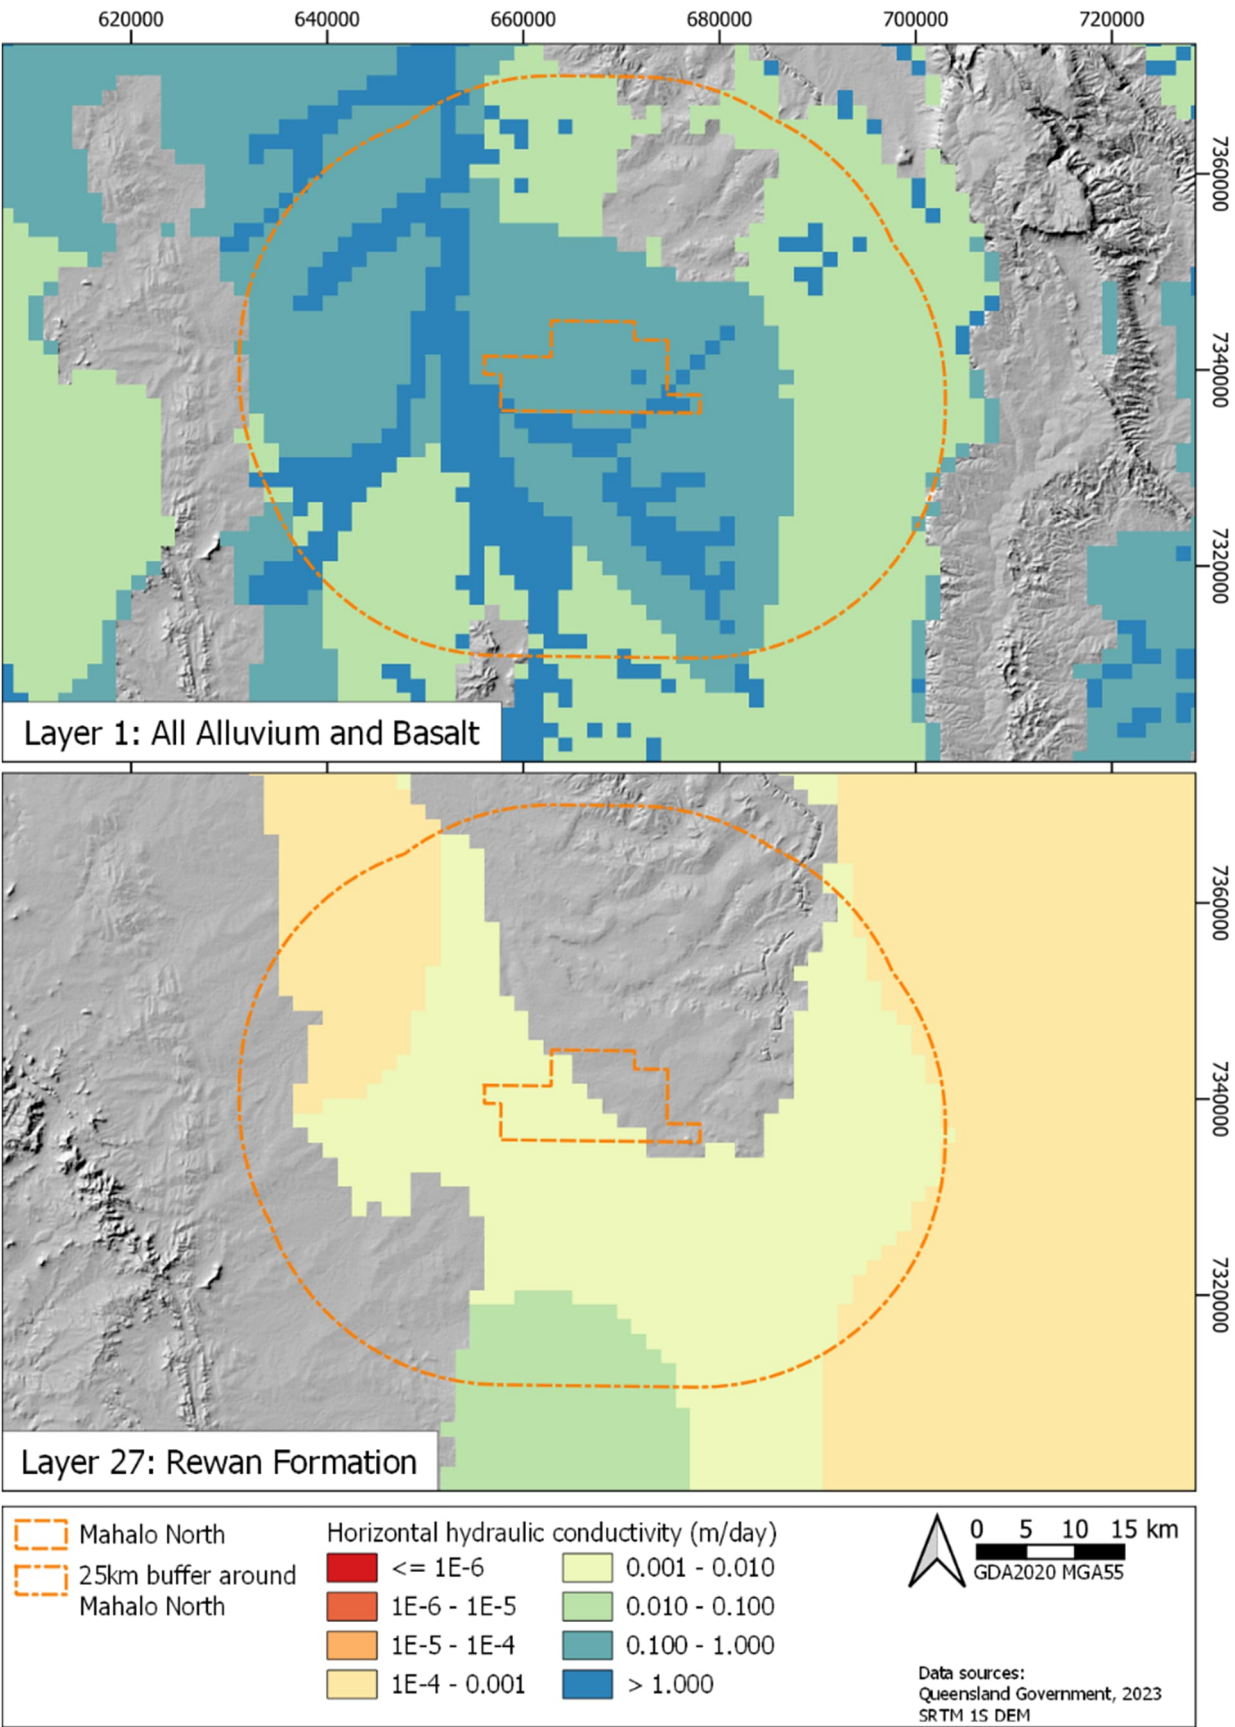 620000 640000 660000 680000 700000 720000
7360000
7340000
7320000
Layer 1: All Alluvium and Basalt
7360000
7340000
7320000
Layer 27: Rewan Formation
Mahalo North
25km buffer around
Mahalo North
Horizontal hydraulic conductivity (m/day)
<= 1E-6
1E-6 - 1E-5
1E-5 - 1E-4
1E-4 - 0.001
0.001 - 0.010
0.010 - 0.100
0.100 - 1.000
> 1.000
0 5 10 15 km
GDA2020 MGA55
Data sources:
Queensland Government, 2023
SRTM 1S DEM